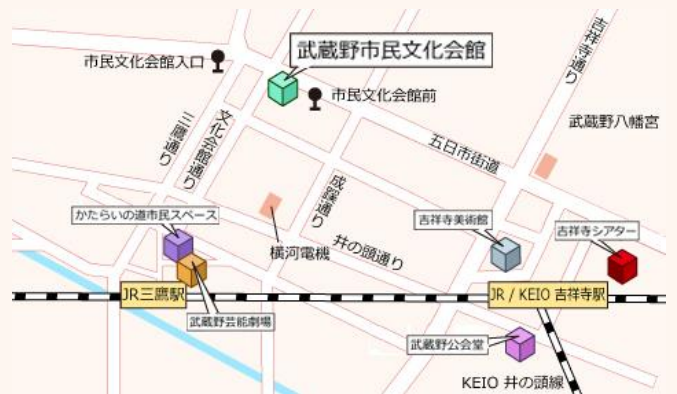 吉祥寺通り
武蔵野市民文化会館
市民文化会館入口
市民文化会館前
武蔵野八幡宮
三鷹通り
文化会館通り
五日市街道
成蹊通り
かたらいの道市民スペース
吉祥寺美術館
吉祥寺シアター
横河電機
井の頭通り
JR三鷹駅
JR / KEIO 吉祥寺駅
武蔵野芸能劇場
武蔵野公会堂
KEIO 井の頭線